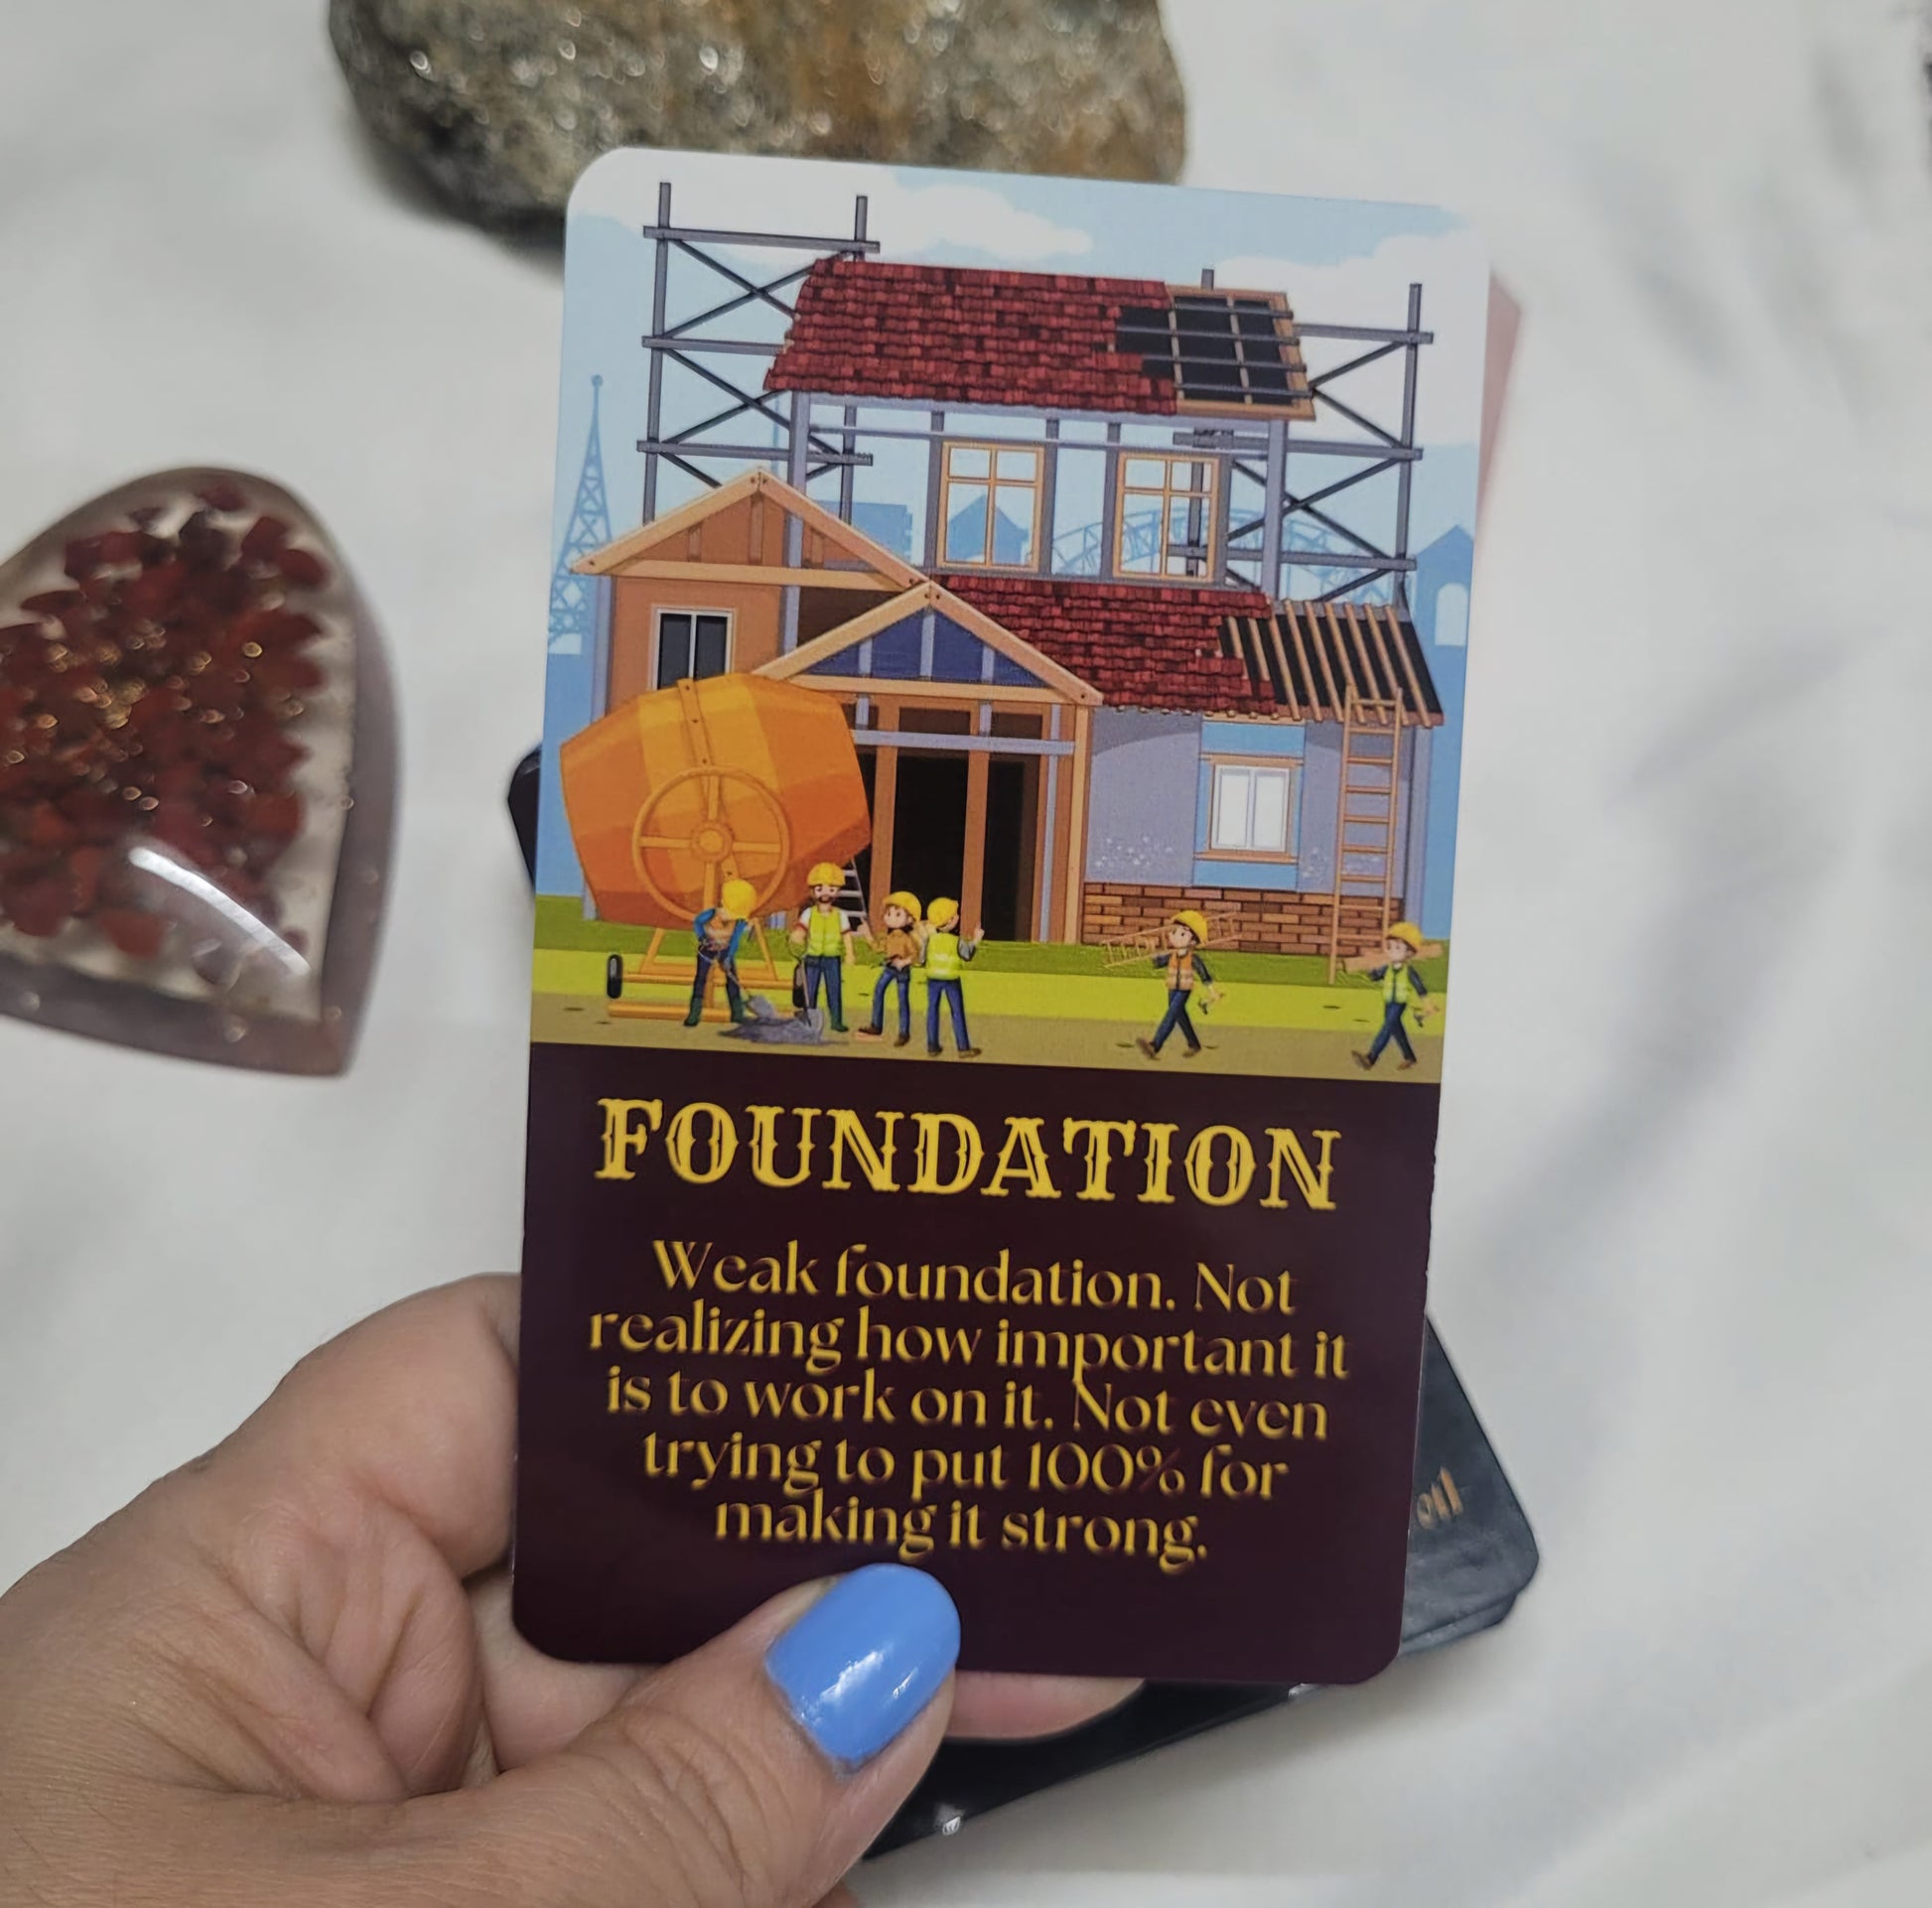 FOUNDATION
Weak foundation. Not
realizing how important it
is to work on it. Not even
trying to put 100% for
making it strong.